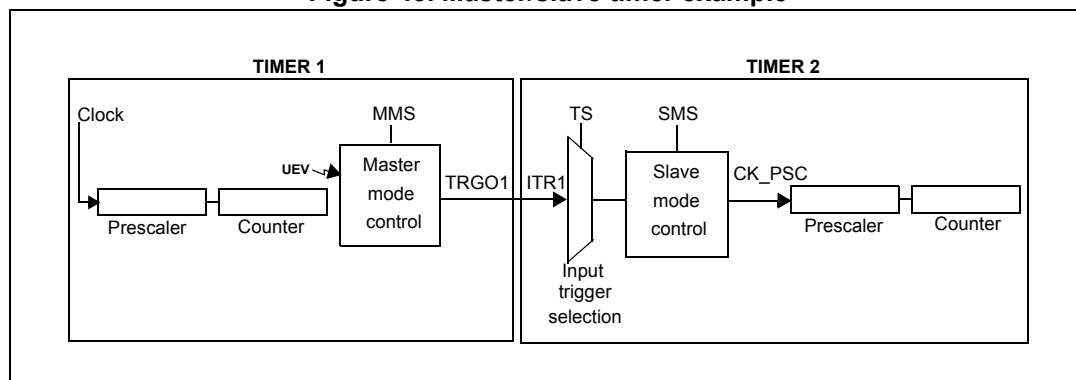 Figure Master/Slave timer example
TIMER 1
TIMER 2
Clock
MMS
TS
SMS
UEV
Master
mode
control
TRGO1
ITR1
Slave
mode
control
CK_PSC
Prescaler
Counter
Prescaler
Counter
Input
trigger
selection